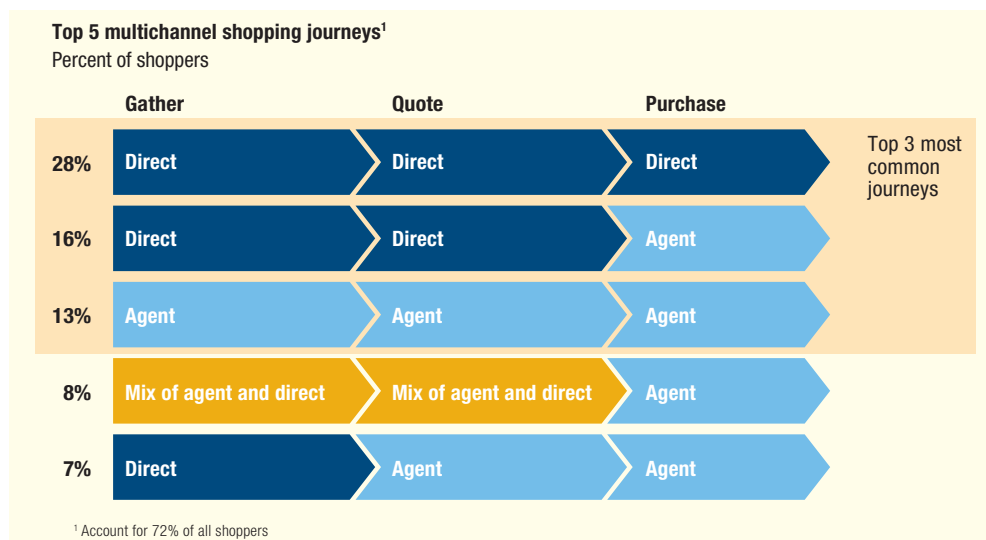 Top 5 multichannel shopping journeys¹
Percent of shoppers
Gather Quote Purchase
28% Direct Direct Direct
Top 3 most
common
journeys
16% Direct Direct Agent
13% Agent Agent Agent
8% Mix of agent and direct Mix of agent and direct Agent
7% Direct Agent Agent
¹ Account for 72% of all shoppers